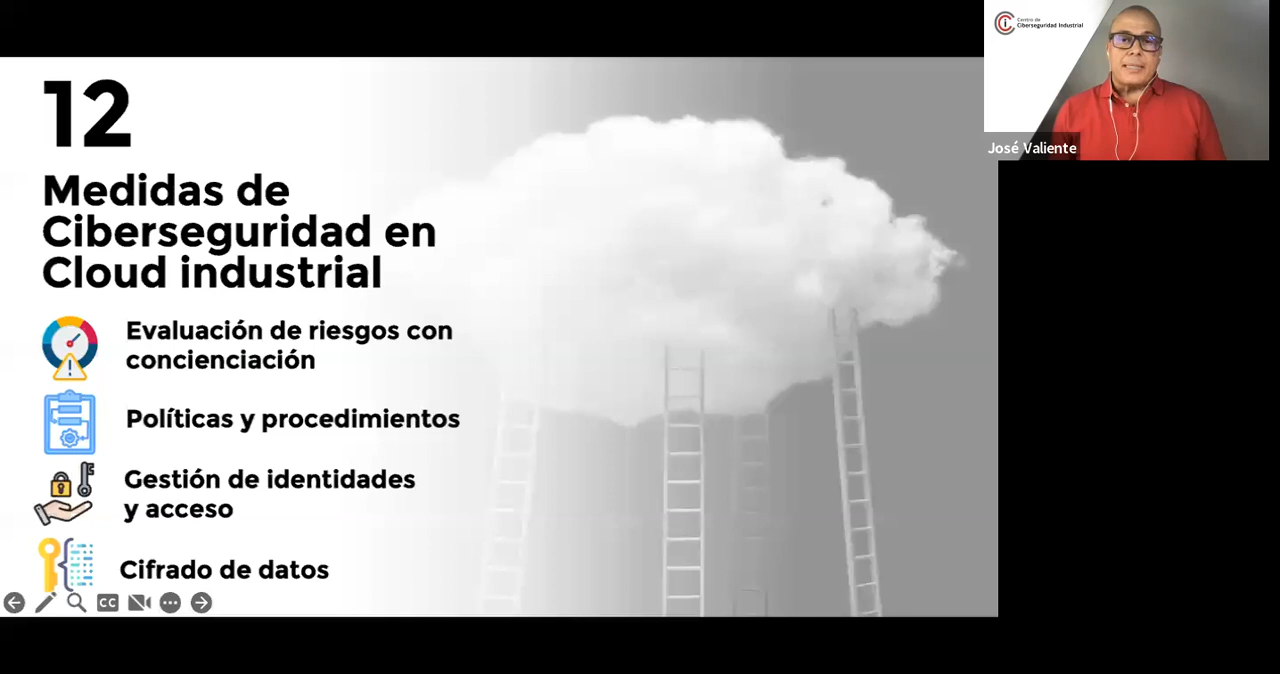 12
Medidas de
Ciberseguridad en
Cloud industrial
Evaluación de riesgos con
concienciación
Políticas y procedimientos
Gestión de identidades
y acceso
Cifrado de datos
CC
Centro de
Ciberseguridad Industrial
José Valiente